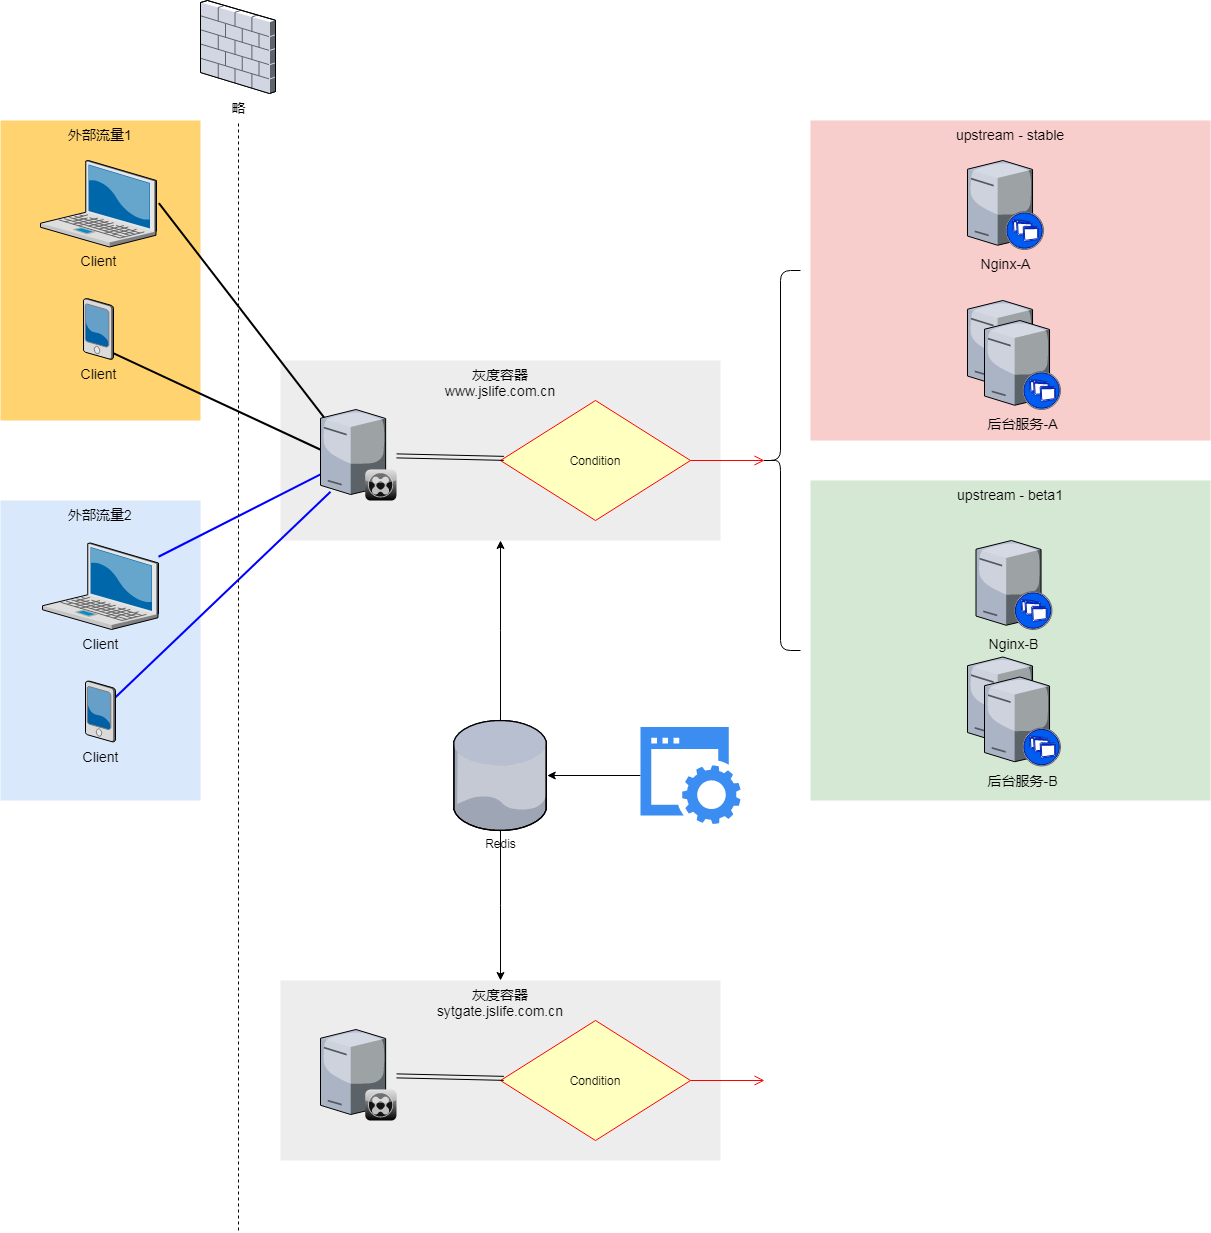 略
外部流量1
Client
Client
外部流量2
Client
Client
灰度容器
www.jslife.com.cn
Condition
upstream - stable
Nginx-A
后台服务-A
upstream - beta1
Nginx-B
后台服务-B
Redis
灰度容器
sytgate.jslife.com.cn
Condition